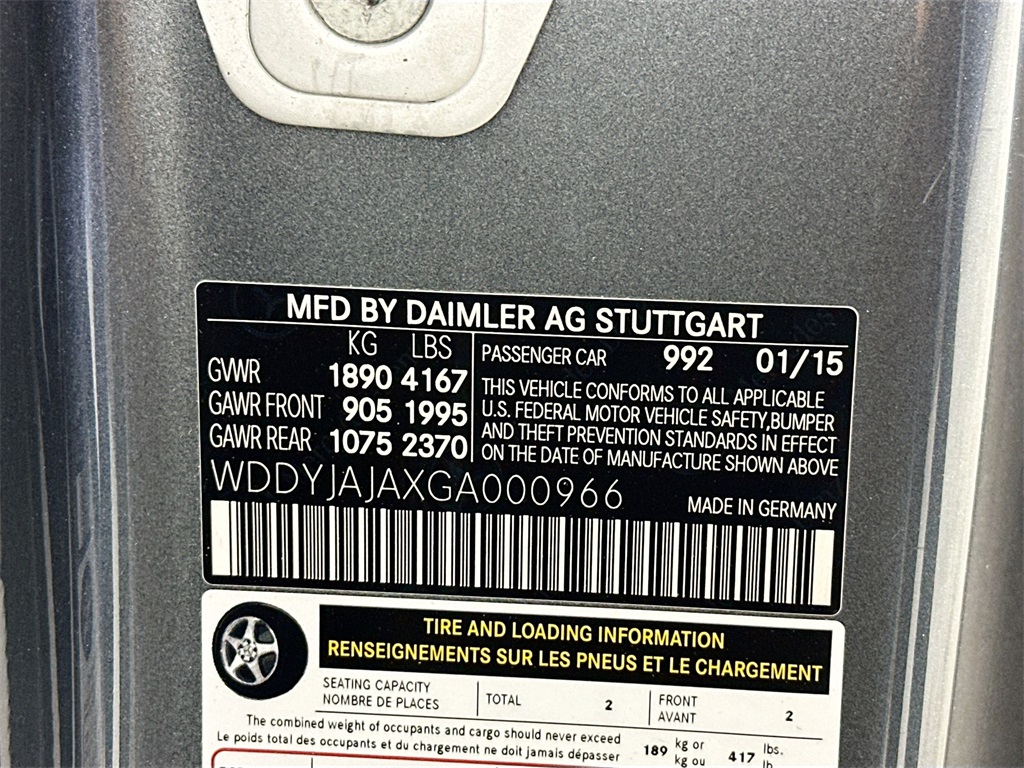 MFD BY DAIMLER AG STUTTGART
KG LBS
GVWR 1890 4167
GAWR FRONT 905 1995
GAWR REAR 1075 2370
PASSENGER CAR 992 01/15
THIS VEHICLE CONFORMS TO ALL APPLICABLE
U.S. FEDERAL MOTOR VEHICLE SAFETY,BUMPER
AND THEFT PREVENTION STANDARDS IN EFFECT
ON THE DATE OF MANUFACTURE SHOWN ABOVE
WDDYJAJAXGA000966
MADE IN GERMANY
TIRE AND LOADING INFORMATION
RENSEIGNEMENTS SUR LES PNEUS ET LE CHARGEMENT
SEATING CAPACITY
NOMBRE DE PLACES
TOTAL 2
FRONT
AVANT
2
The combined weight of occupants and cargo should never exceed
Le poids total des occupants et du chargement ne doit jamais dépasser
189 kg or
kg ou
417 lbs.
lb.